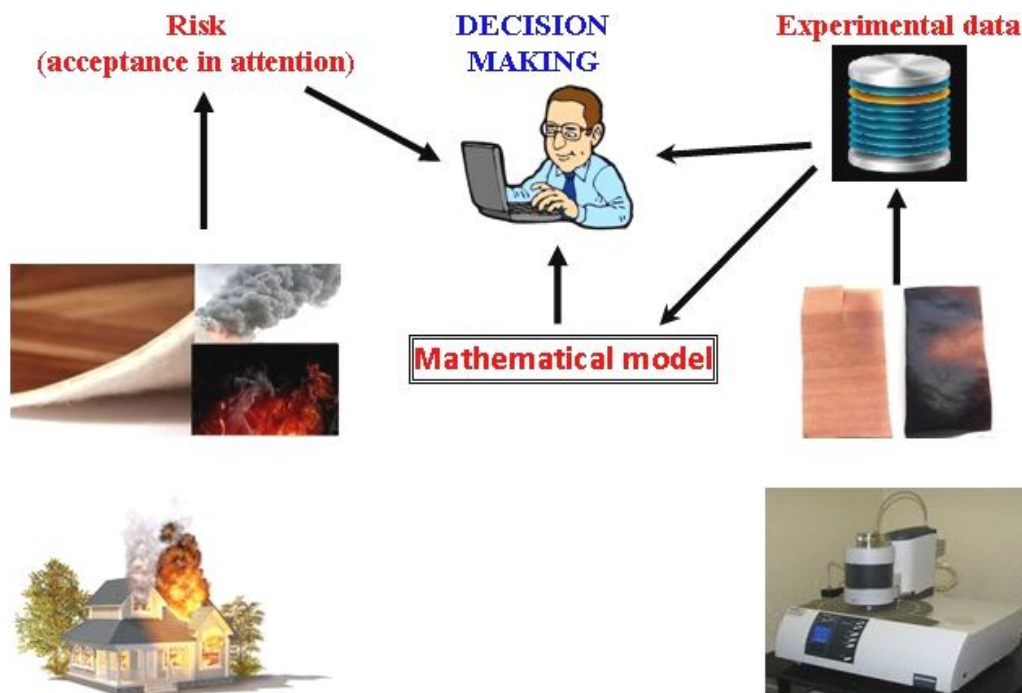 Risk
(acceptance in attention)
DECISION
MAKING
Experimental data
Mathematical model